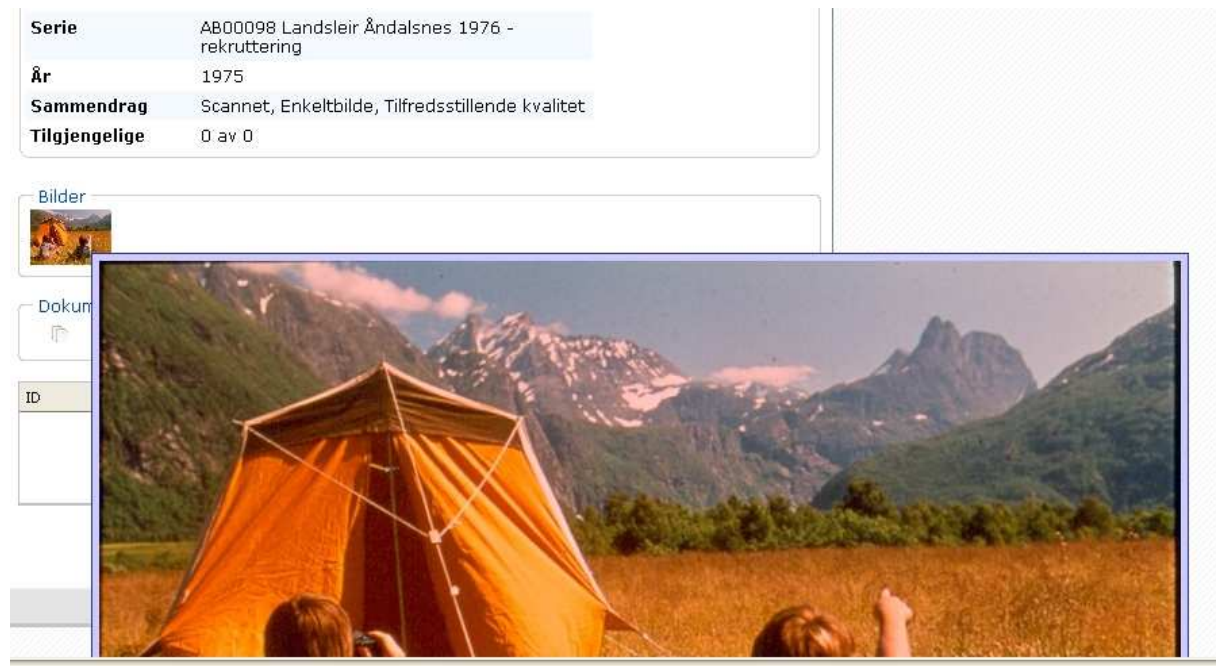 Serie AB00098 Landsleir Åndalsnes 1976 -
rekruttering
År 1975
Sammendrag Scannet, Enkeltbilde, Tilfredsstillende kvalitet
Tilgjengelige 0 av 0
Bilder
Dokum
ID